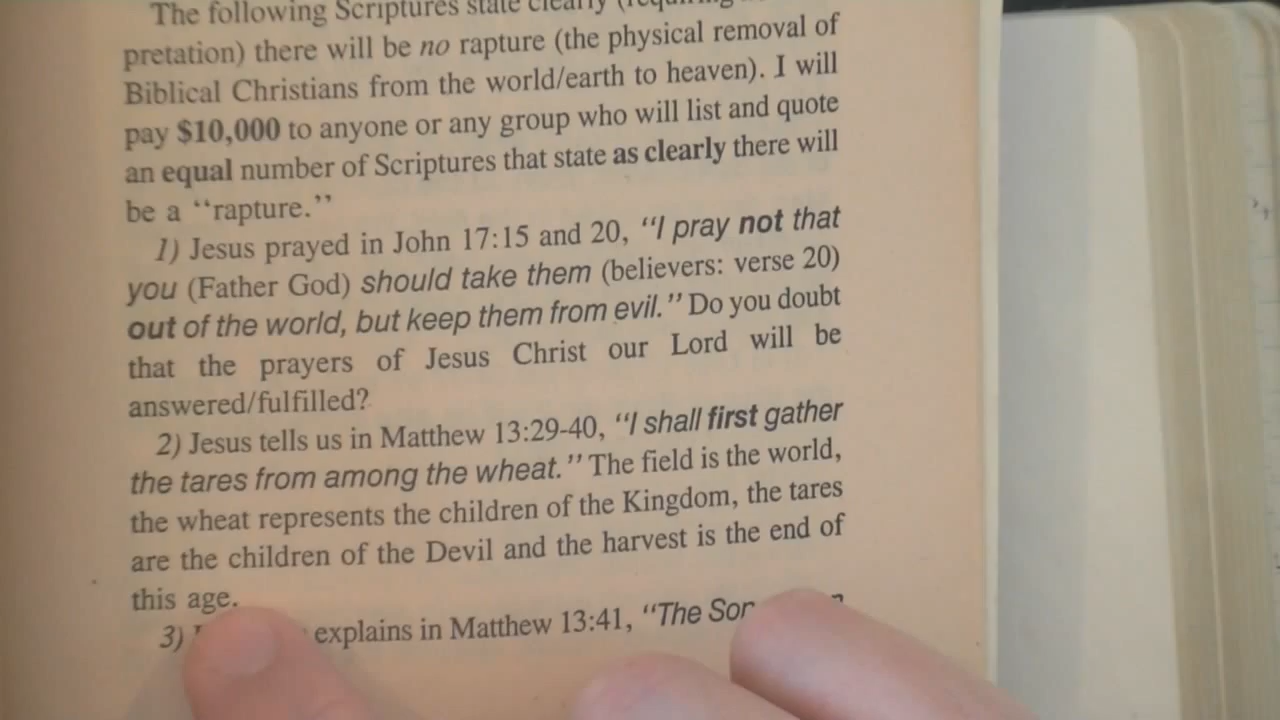 The following Scriptures state clearly
pretation) there will be no rapture (the physical removal of
Biblical Christians from the world/earth to heaven). I will
pay $10,000 to anyone or any group who will list and quote
an equal number of Scriptures that state as clearly there will
be a “rapture.”
1) Jesus prayed in John 17:15 and 20, “I pray not that
you (Father God) should take them (believers: verse 20)
out of the world, but keep them from evil.” Do you doubt
that the prayers of Jesus Christ our Lord will be
answered/fulfilled?
2) Jesus tells us in Matthew 13:29-40, “I shall first gather
the tares from among the wheat.” The field is the world,
the wheat represents the children of the Kingdom, the tares
are the children of the Devil and the harvest is the end of
this age.
3) explains in Matthew 13:41, “The